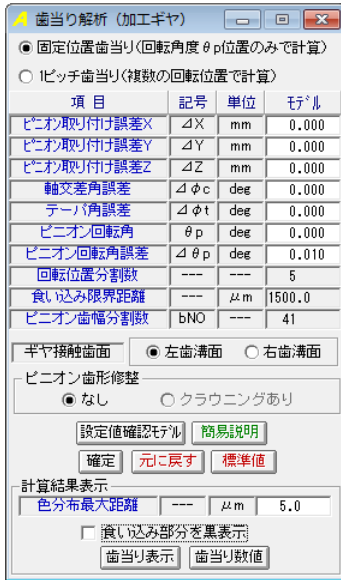 歯当り解析(加工ギヤ)
固定位置歯当り(回転角度θp位置のみで計算)
1ピッチ歯当り(複数の回転位置で計算)
項 目 記号 単位 モデル
ピニオン取り付け誤差X ⊿X mm 0.000
ピニオン取り付け誤差Y ⊿Y mm 0.000
ピニオン取り付け誤差Z ⊿Z mm 0.000
軸交差角誤差 ⊿φc deg 0.000
テーパ角誤差 ⊿φt deg 0.000
ピニオン回転角 θp deg 0.000
ピニオン回転角誤差 ⊿θp deg 0.010
回転位置分割数 --- --- 5
食い込み限界距離 --- μm 1500.0
ピニオン歯幅分割数 bNO --- 41
ギヤ接触歯面 左歯溝面 右歯溝面
ピニオン歯形修整
なし クラウニングあり
設定値確認モデル 簡易説明
確定 元に戻す 標準値
計算結果表示
色分布最大距離 --- μm 5.0
食い込み部分を黒表示
歯当り表示 歯当り数値